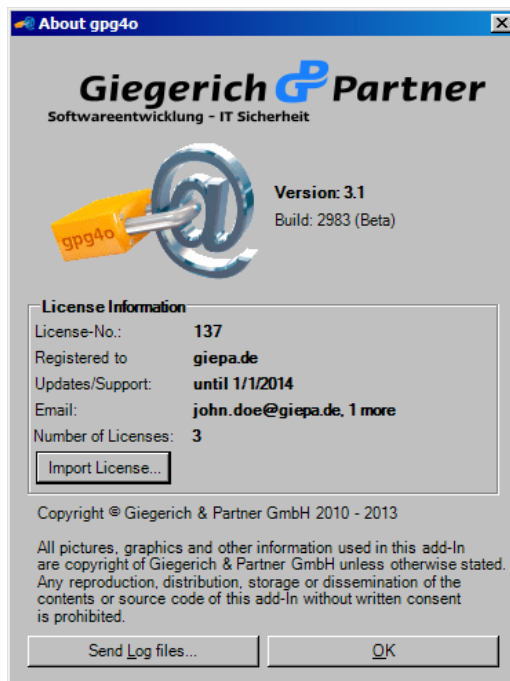 About gpg4o
Giegerich GP Partner
Softwareentwicklung - IT Sicherheit
gpg4o
@
Version: 3.1
Build: 2983 (Beta)
License Information
License-No.: 137
Registered to giepa.de
Updates/Support: until 1/1/2014
Email: john.doe@giepa.de, 1 more
Number of Licenses: 3
Import License...
Copyright © Giegerich & Partner GmbH 2010 - 2013
All pictures, graphics and other information used in this add-In
are copyright of Giegerich & Partner GmbH unless otherwise stated.
Any reproduction, distribution, storage or dissemination of the
contents or source code of this add-In without written consent
is prohibited.
Send Log files...
OK